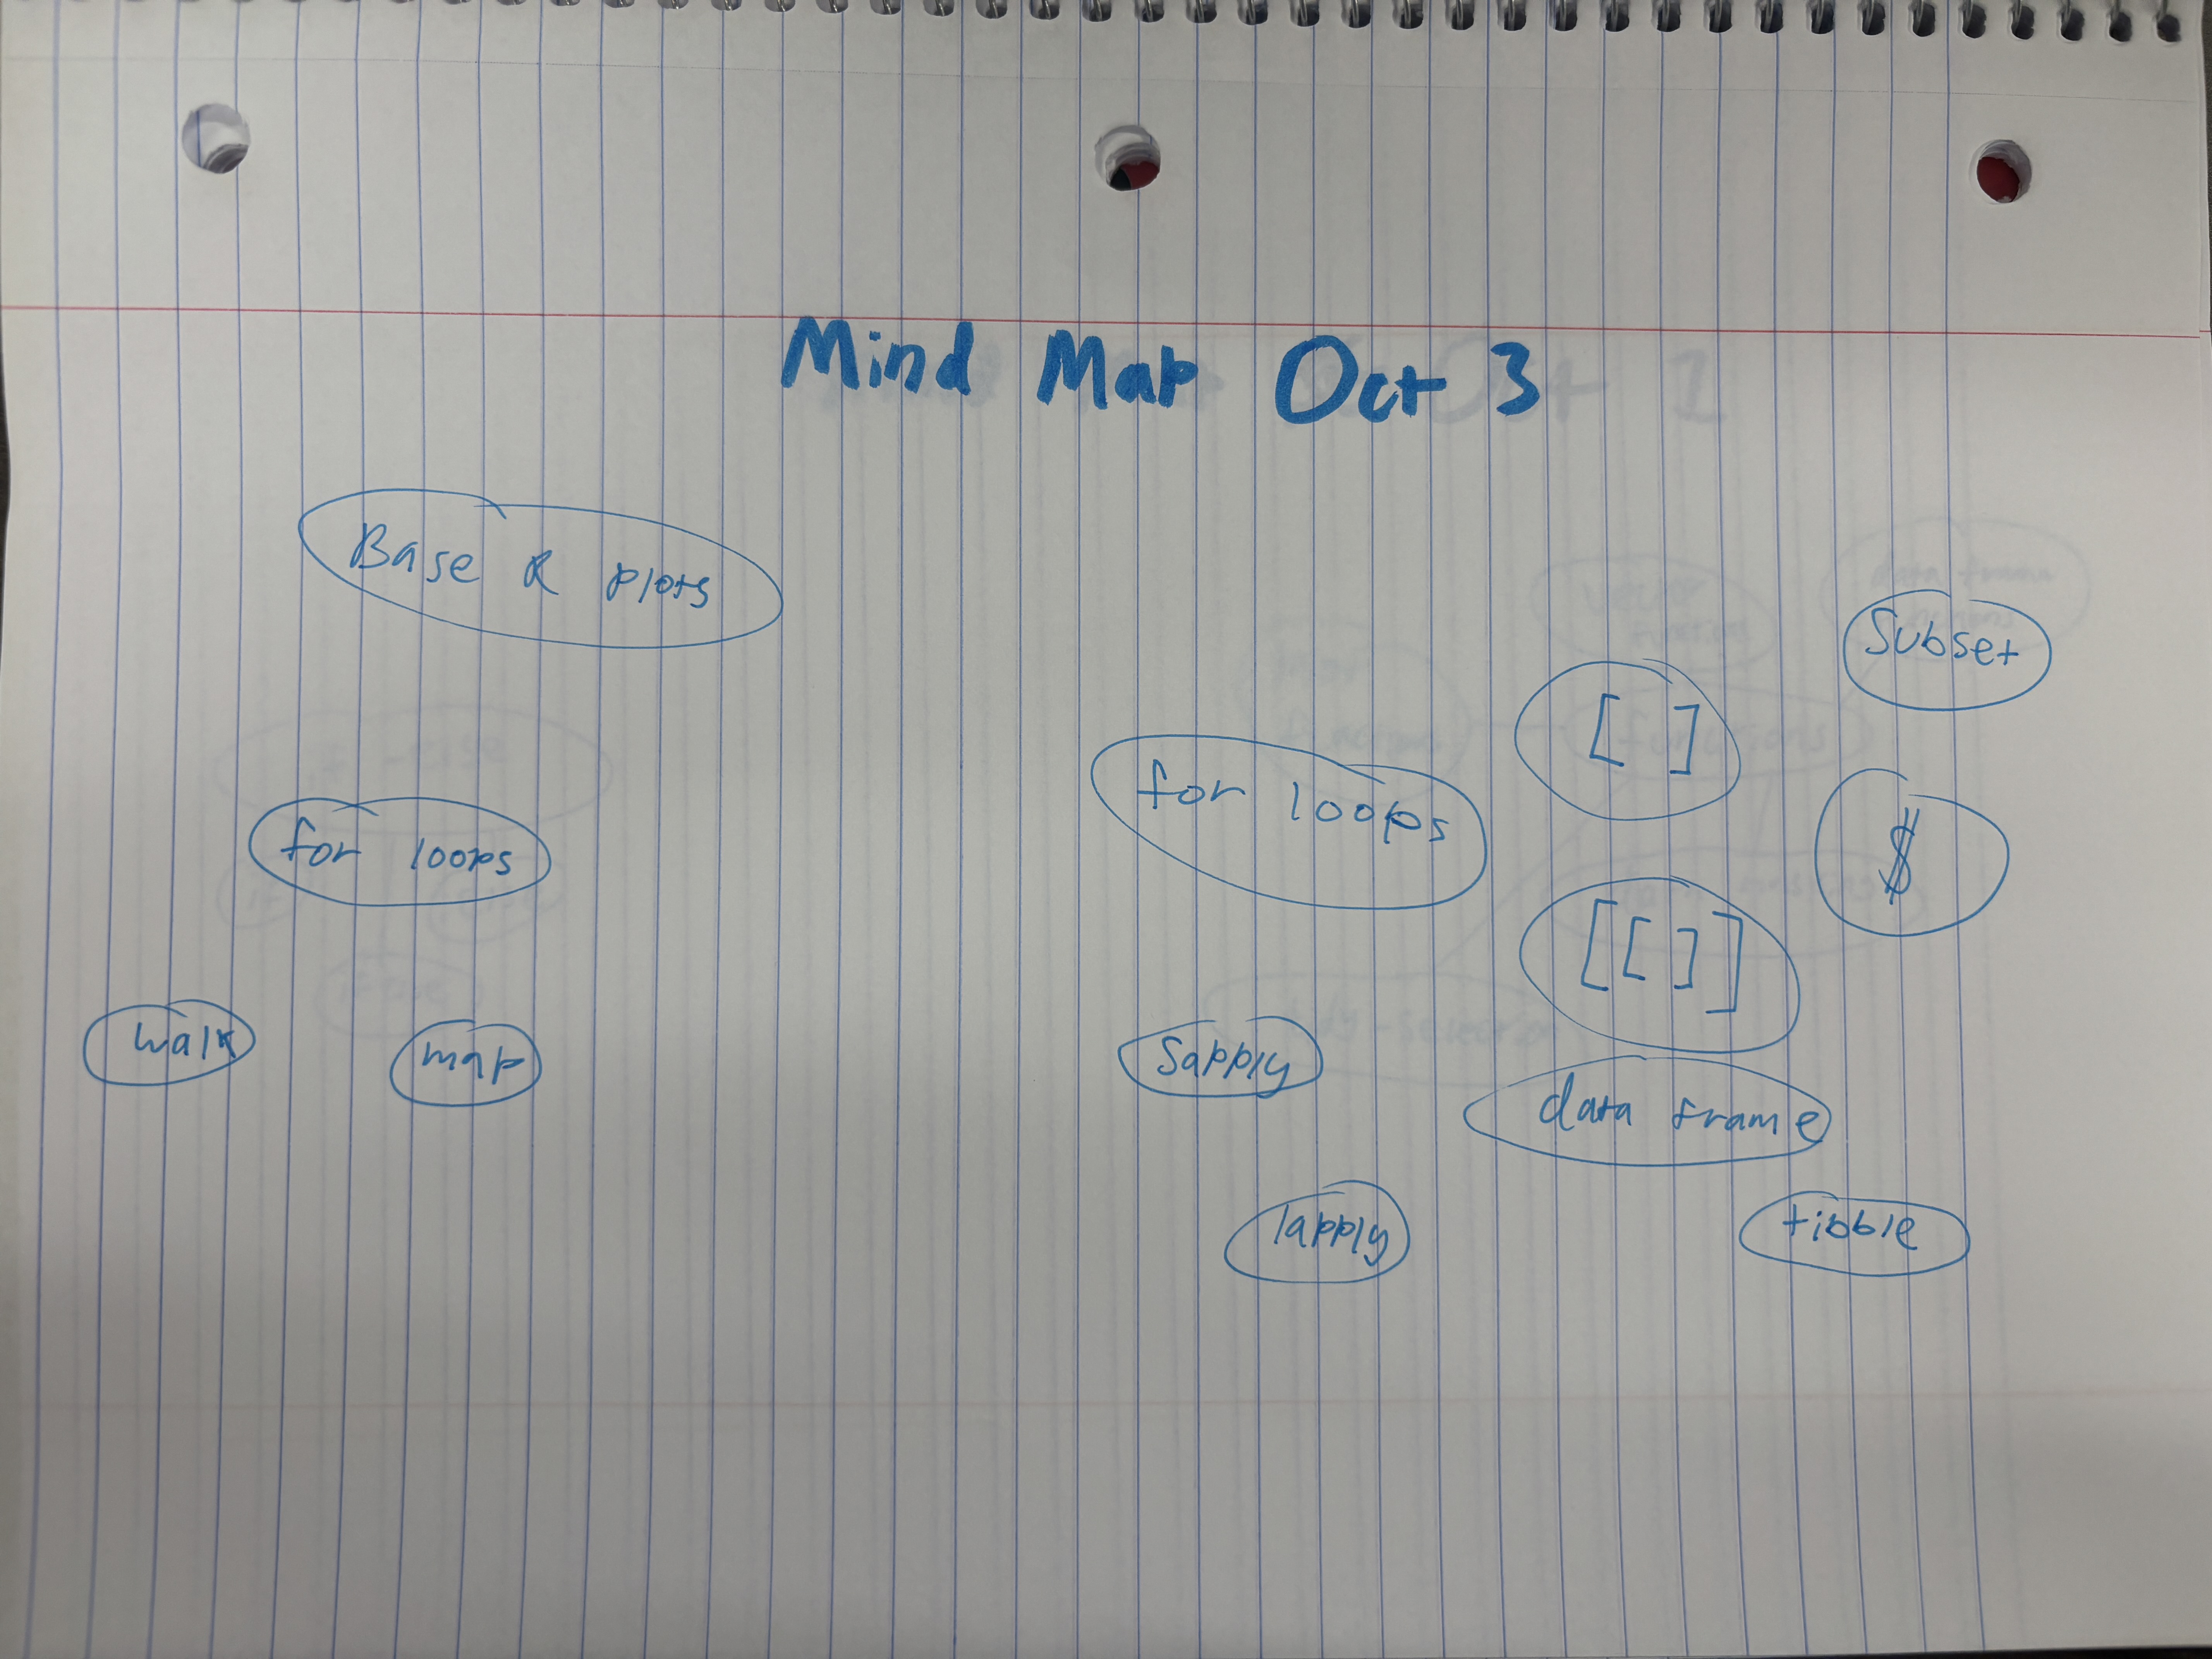 Mind Map Oct 3
Base R plots
for loops
walk
map
for loops
sapply
lapply
[ ]
[[ ]]
subset
$
data frame
tibble